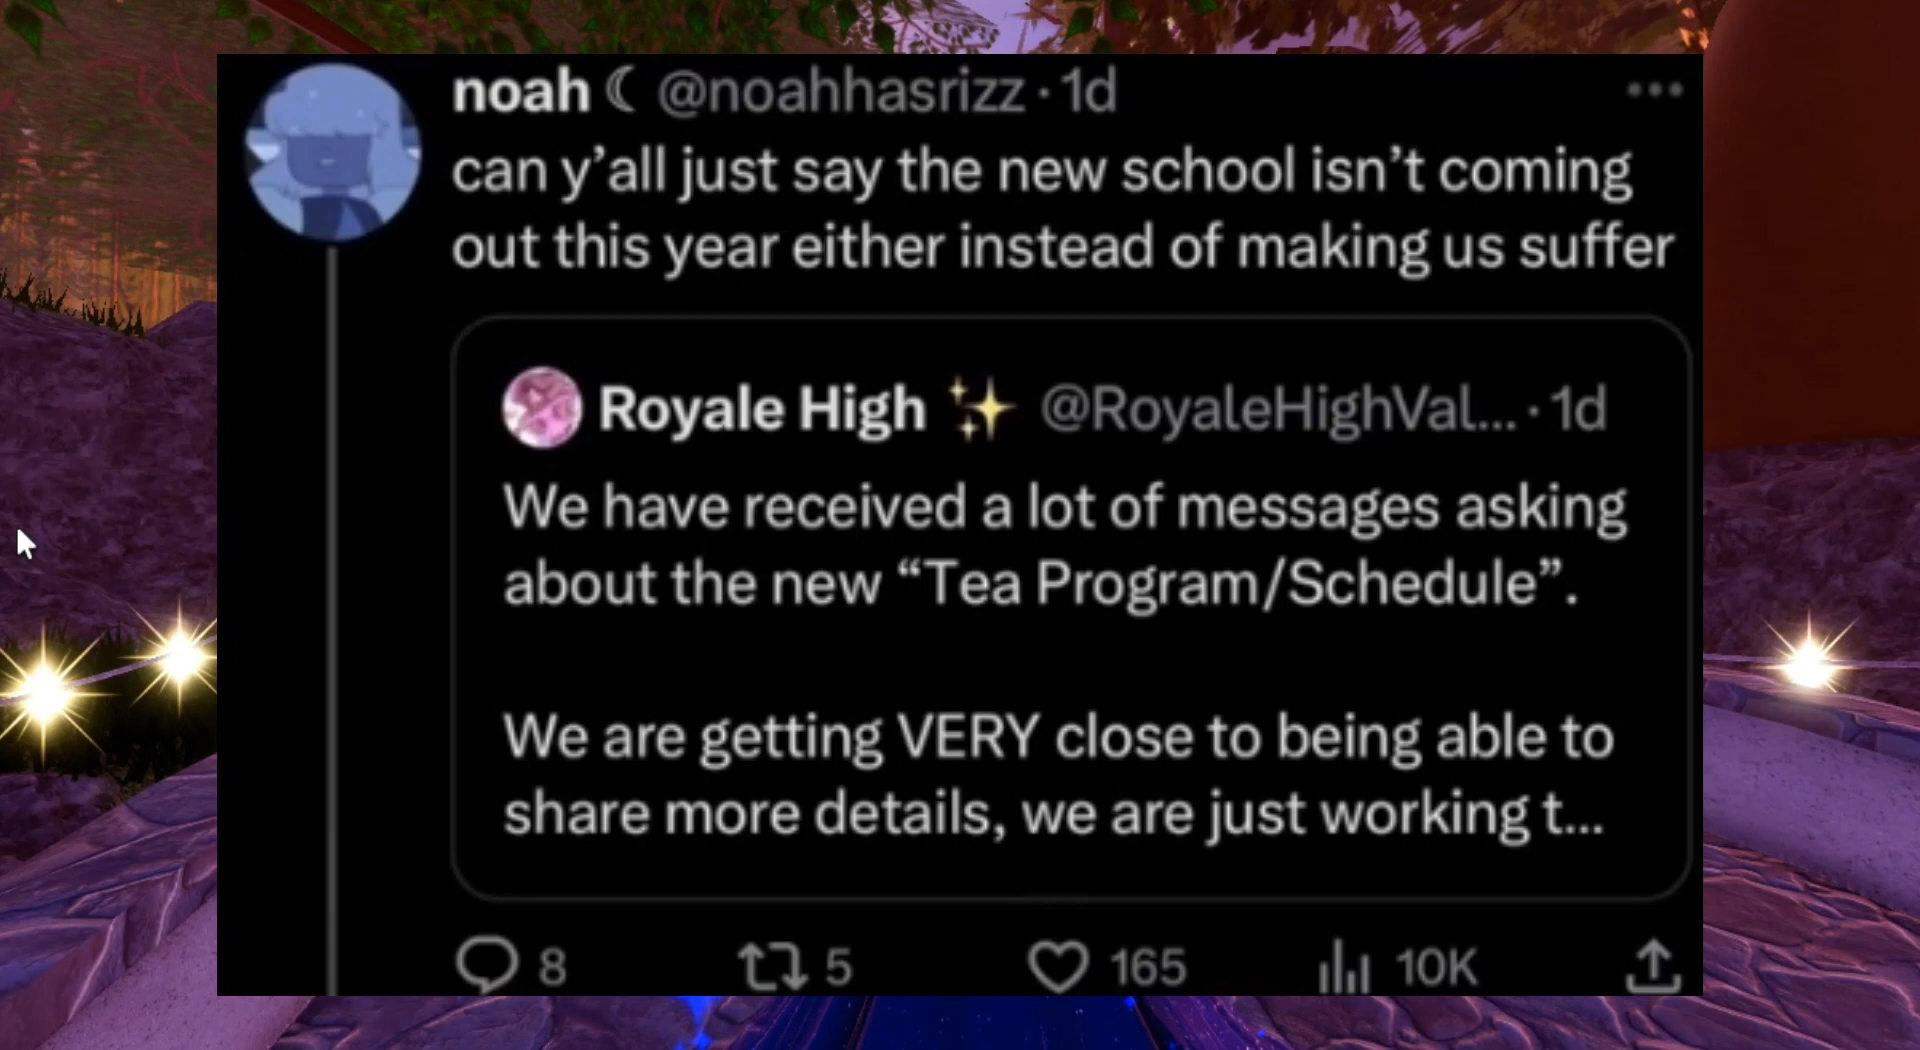 noah ☾ @noahhasrizz · 1d
can y’all just say the new school isn’t coming
out this year either instead of making us suffer
Royale High ✨ @RoyaleHighVal... · 1d
We have received a lot of messages asking
about the new “Tea Program/Schedule”.
We are getting VERY close to being able to
share more details, we are just working t...
8 5 165 10K